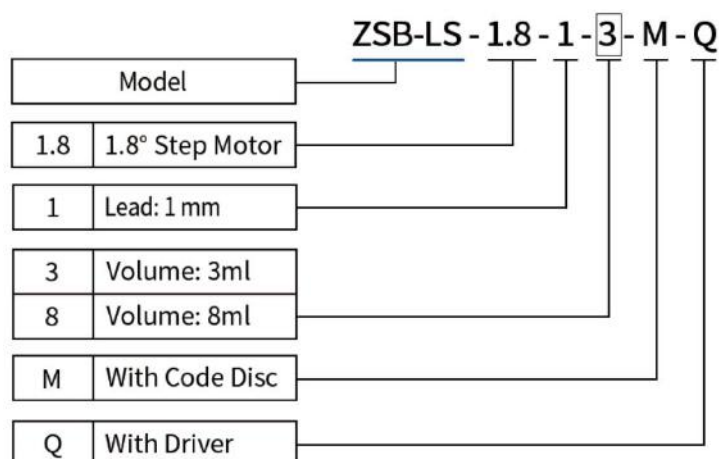 ZSB-LS - 1.8 - 1 - 3 - M - Q
Model
1.8 1.8° Step Motor
1 Lead: 1 mm
3 Volume: 3ml
8 Volume: 8ml
M With Code Disc
Q With Driver